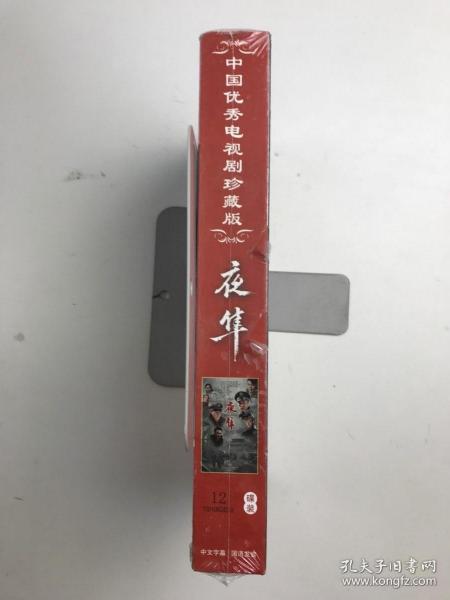 中国优秀电视剧珍藏版
夜隼
夜隼
12
碟装
中文字幕 国语发音
孔夫子旧书网
www.kongfz.com